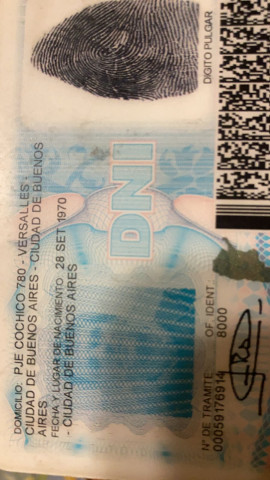 DOMICILIO: PJE COCHICO 780 - VERSALLES -
CIUDAD DE BUENOS AIRES - CIUDAD DE BUENOS
AIRES
FECHA Y LUGAR DE NACIMIENTO: 28 SET 1970
- CIUDAD DE BUENOS AIRES
DNI
DIGITO PULGAR
N° DE TRAMITE OF. IDENT.
00059176914 8000